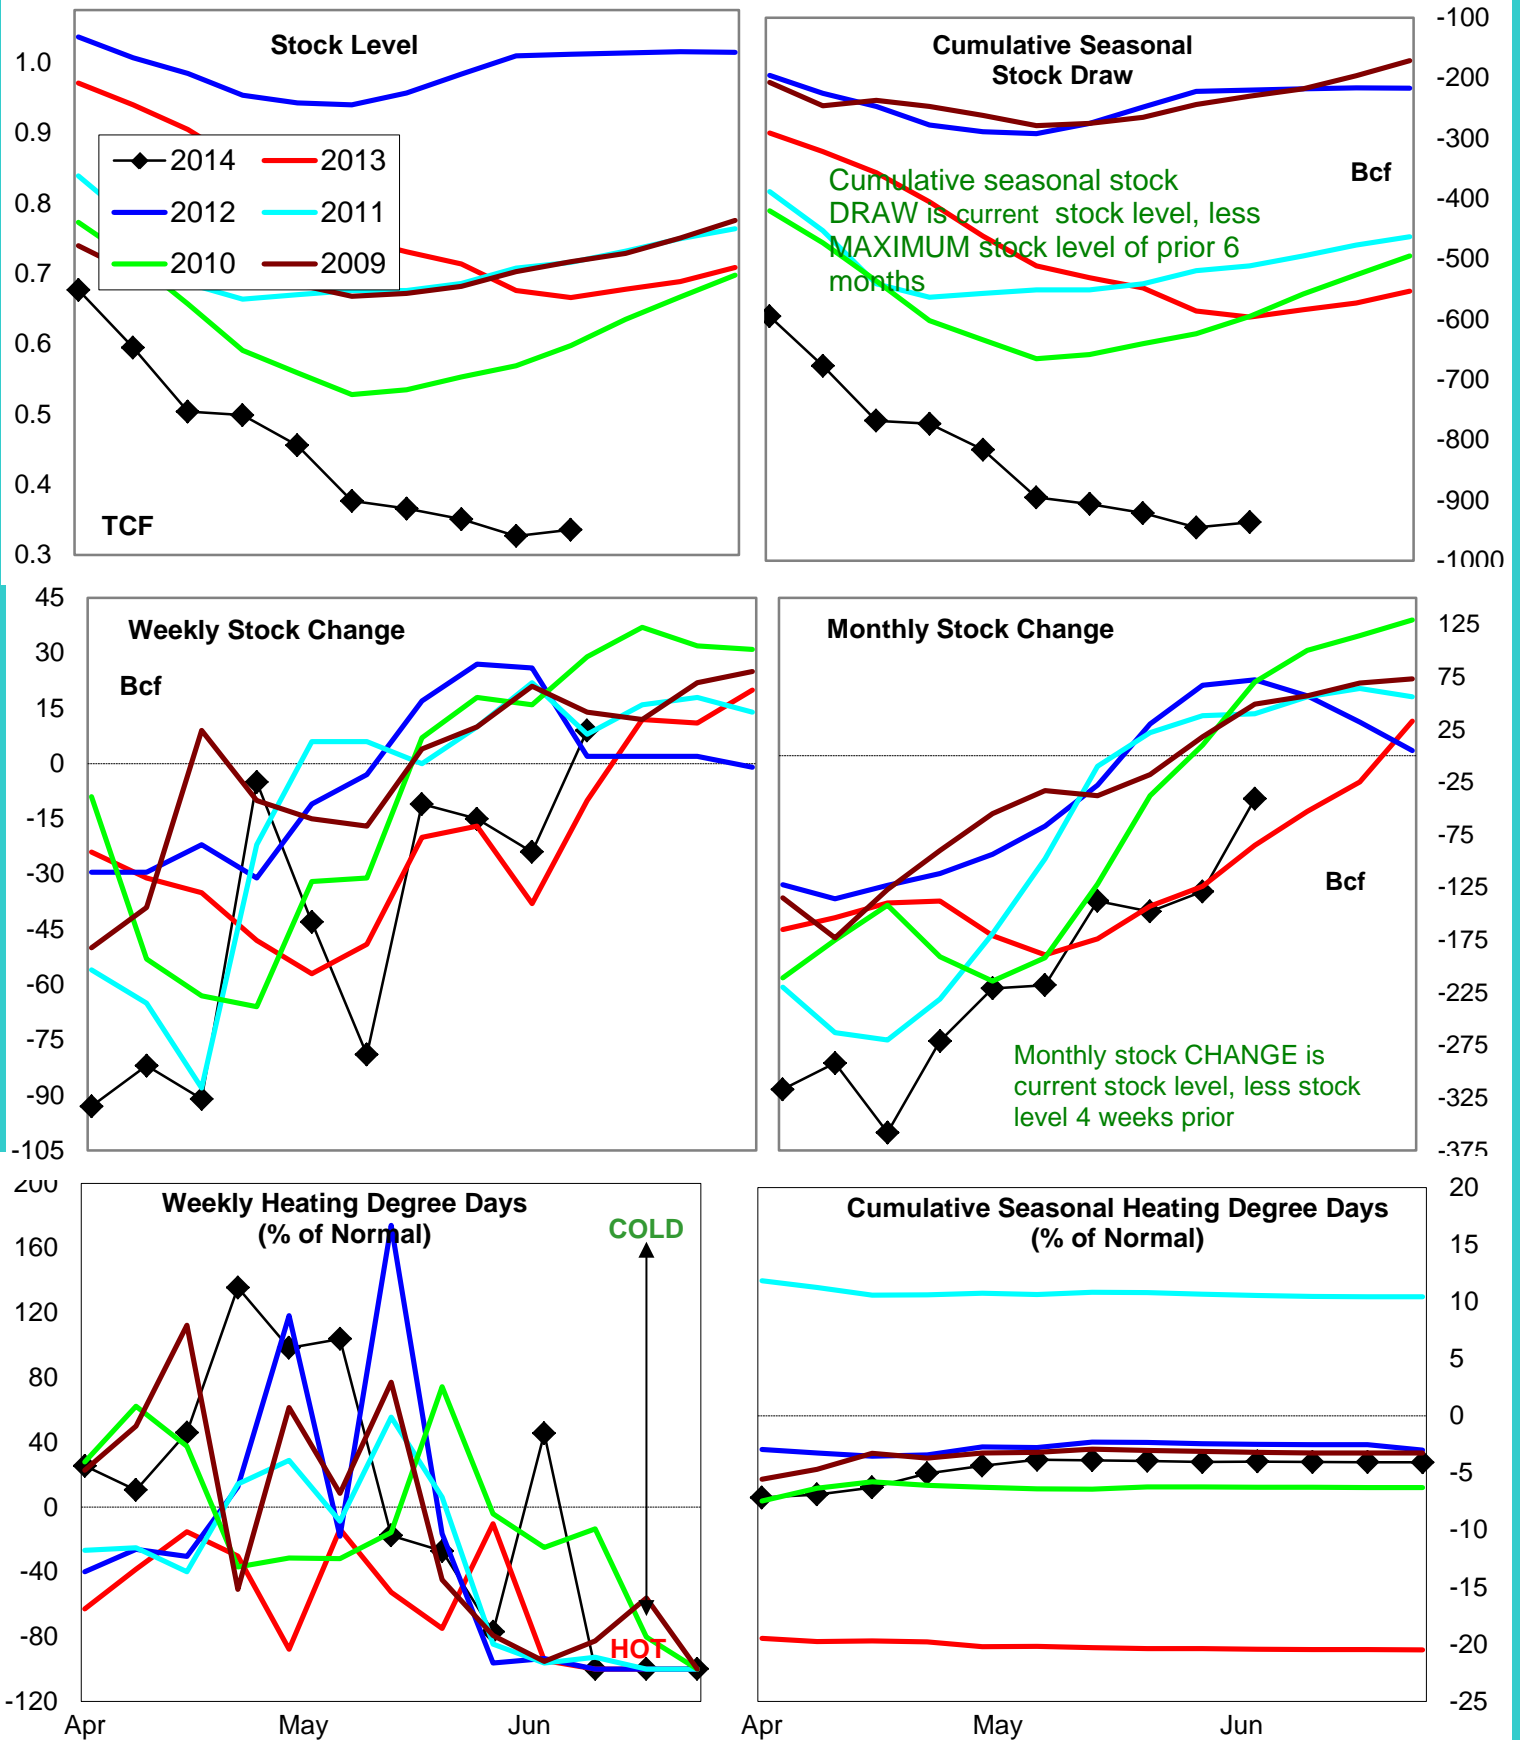 Stock Level
1.0
0.9
0.8
0.7
0.6
0.5
0.4
0.3
2014 2013
2012 2011
2010 2009
TCF
Cumulative Seasonal
Stock Draw
Bcf
Cumulative seasonal stock
DRAW is current stock level, less
MAXIMUM stock level of prior 6
months
-100
-200
-300
-400
-500
-600
-700
-800
-900
-1000
Weekly Stock Change
Bcf
45
30
15
0
-15
-30
-45
-60
-75
-90
-105
Monthly Stock Change
Bcf
Monthly stock CHANGE is
current stock level, less stock
level 4 weeks prior
125
75
25
-25
-75
-125
-175
-225
-275
-325
-375
Weekly Heating Degree Days
(% of Normal)
COLD
HOT
200
160
120
80
40
0
-40
-80
-120
Apr May Jun
Cumulative Seasonal Heating Degree Days
(% of Normal)
20
15
10
5
0
-5
-10
-15
-20
-25
Apr May Jun